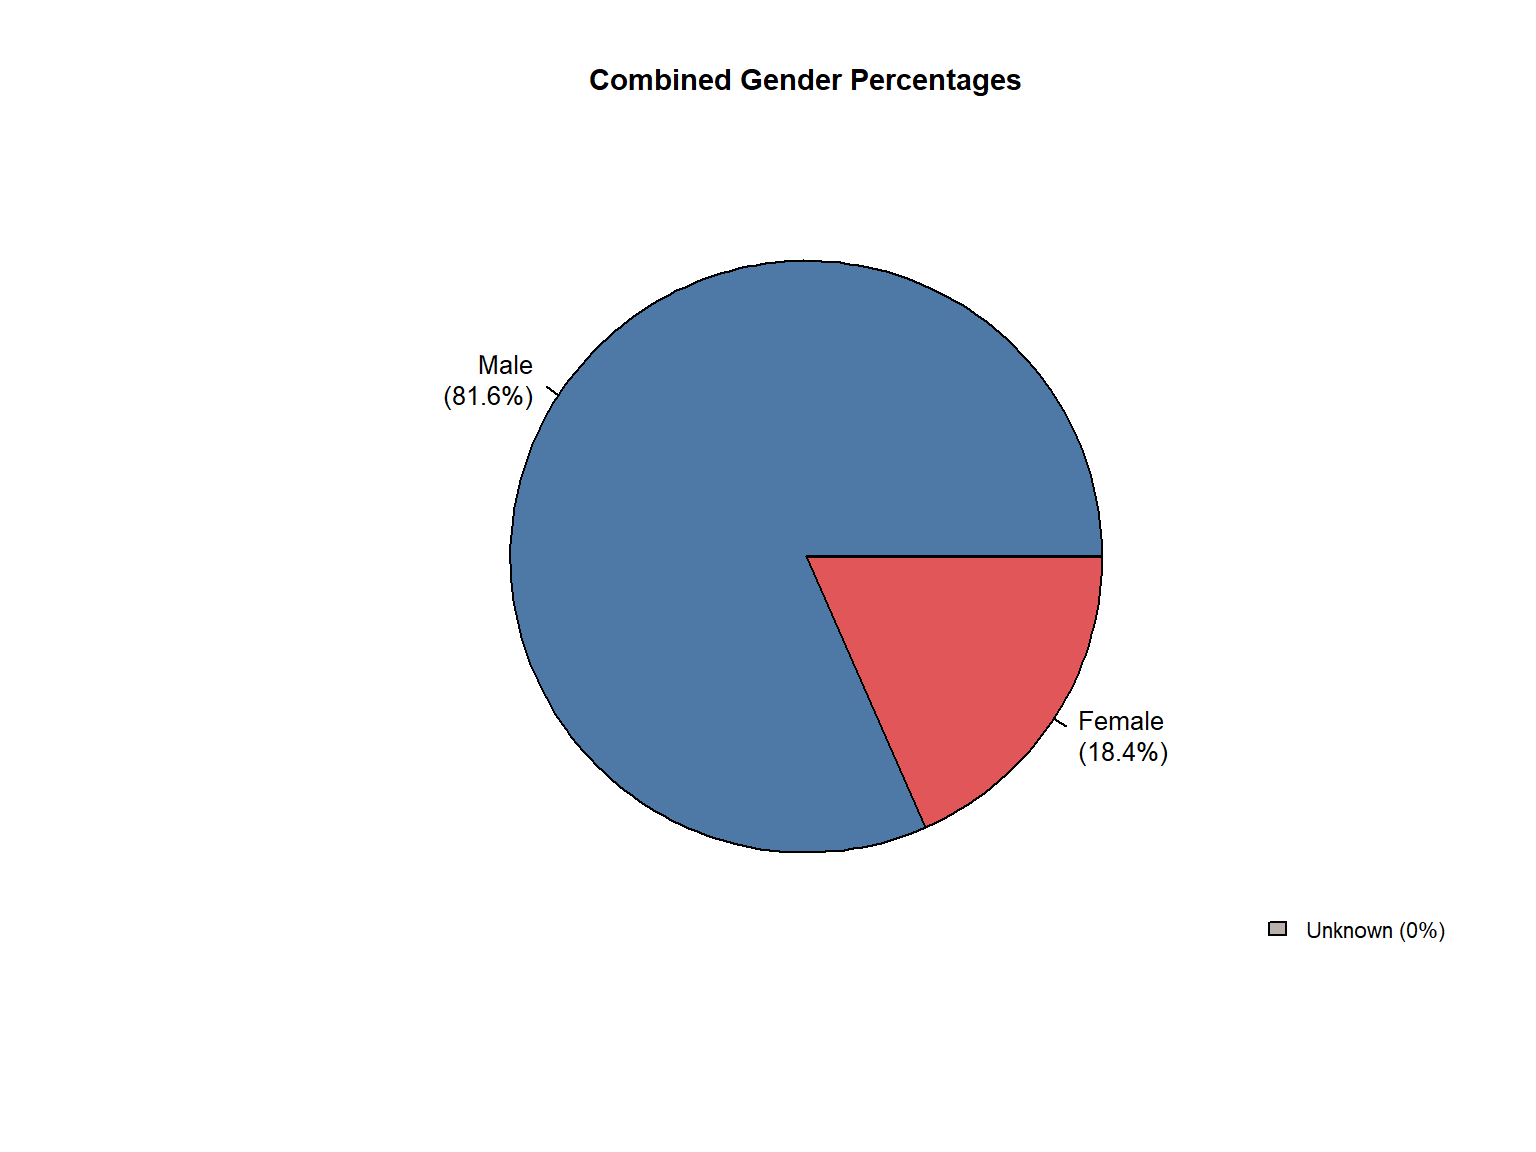 Combined Gender Percentages
Male
(81.6%)
Female
(18.4%)
Unknown (0%)